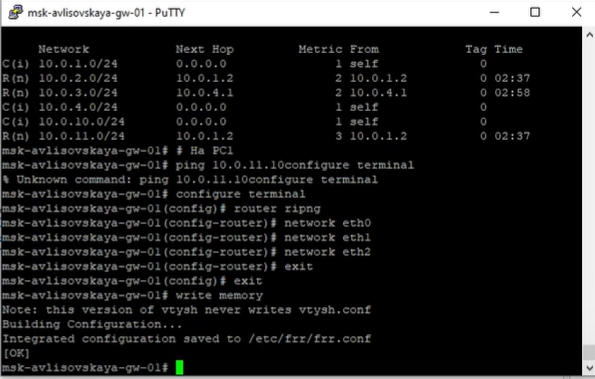 msk-avlisovskaya-gw-01 - PuTTY
Network Next Hop Metric From Tag Time
C(i) 10.0.1.0/24 0.0.0.0 1 self 0
R(n) 10.0.2.0/24 10.0.1.2 2 10.0.1.2 0 02:37
R(n) 10.0.3.0/24 10.0.4.1 2 10.0.4.1 0 02:58
C(i) 10.0.4.0/24 0.0.0.0 1 self 0
C(i) 10.0.10.0/24 0.0.0.0 1 self 0
R(n) 10.0.11.0/24 10.0.1.2 3 10.0.1.2 0 02:37
msk-avlisovskaya-gw-01# # На PC1
msk-avlisovskaya-gw-01# ping 10.0.11.10configure terminal
% Unknown command: ping 10.0.11.10configure terminal
msk-avlisovskaya-gw-01# configure terminal
msk-avlisovskaya-gw-01(config)# router ripng
msk-avlisovskaya-gw-01(config-router)# network eth0
msk-avlisovskaya-gw-01(config-router)# network eth1
msk-avlisovskaya-gw-01(config-router)# network eth2
msk-avlisovskaya-gw-01(config-router)# exit
msk-avlisovskaya-gw-01(config)# exit
msk-avlisovskaya-gw-01# write memory
Note: this version of vtysh never writes vtysh.conf
Building Configuration...
Integrated configuration saved to /etc/frr/frr.conf
[OK]
msk-avlisovskaya-gw-01#